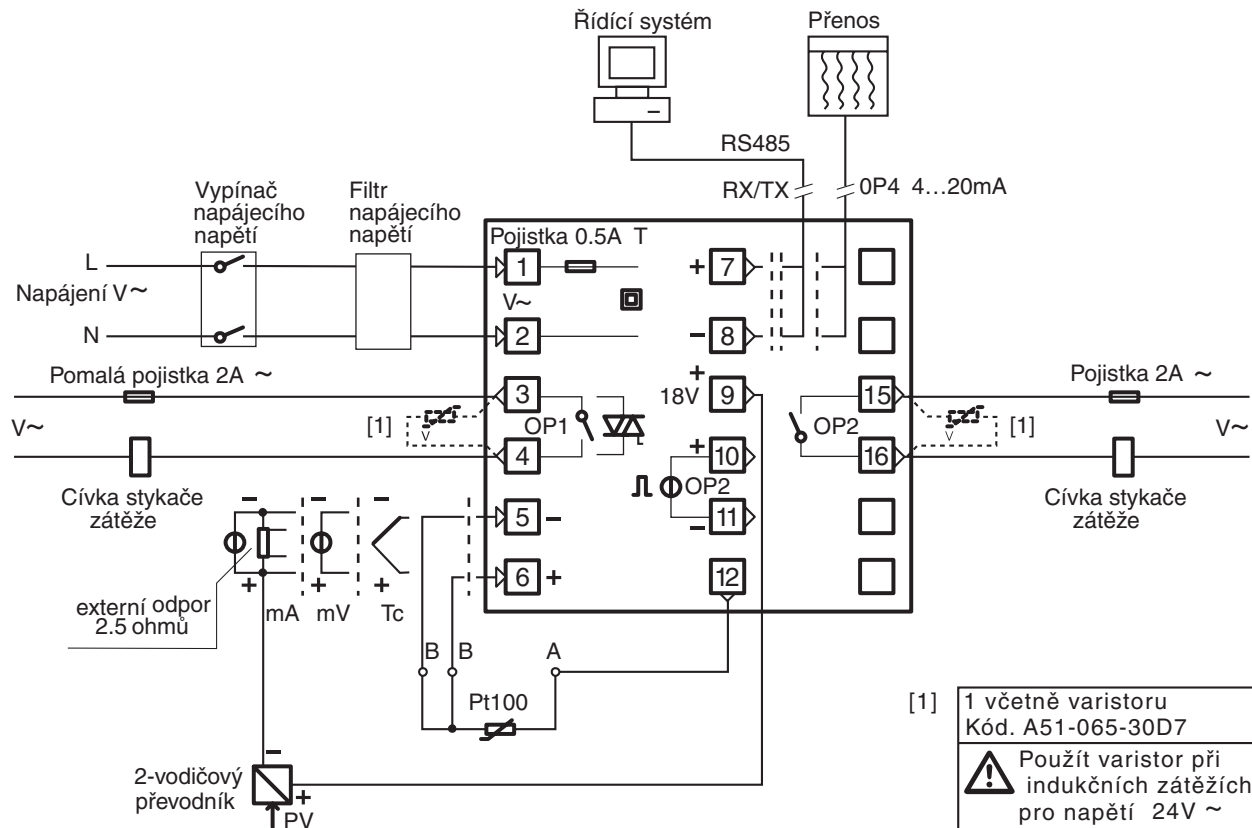 Řídící systém
Přenos
RS485
RX/TX
0P4 4...20mA
Vypínač
napájecího
napětí
Filtr
napájecího
napětí
Pojistka 0.5A T
L
Napájení V~
N
1
V~
2
+ 7
- 8
Pomalá pojistka 2A ~
V~
[1]
V
3
OP1
4
+
18V
9
+
10
OP2
11
-
15
OP2
16
Pojistka 2A ~
V
[1]
V~
Cívka stykače
zátěže
Cívka stykače
zátěže
5 -
6 +
12
- - -
+ + +
mA mV Tc
externí odpor
2.5 ohmů
B B A
Pt100
-
2-vodičový
převodník
+
PV
[1] 1 včetně varistoru
Kód. A51-065-30D7
Použít varistor při
indukčních zátěžích
pro napětí 24V ~